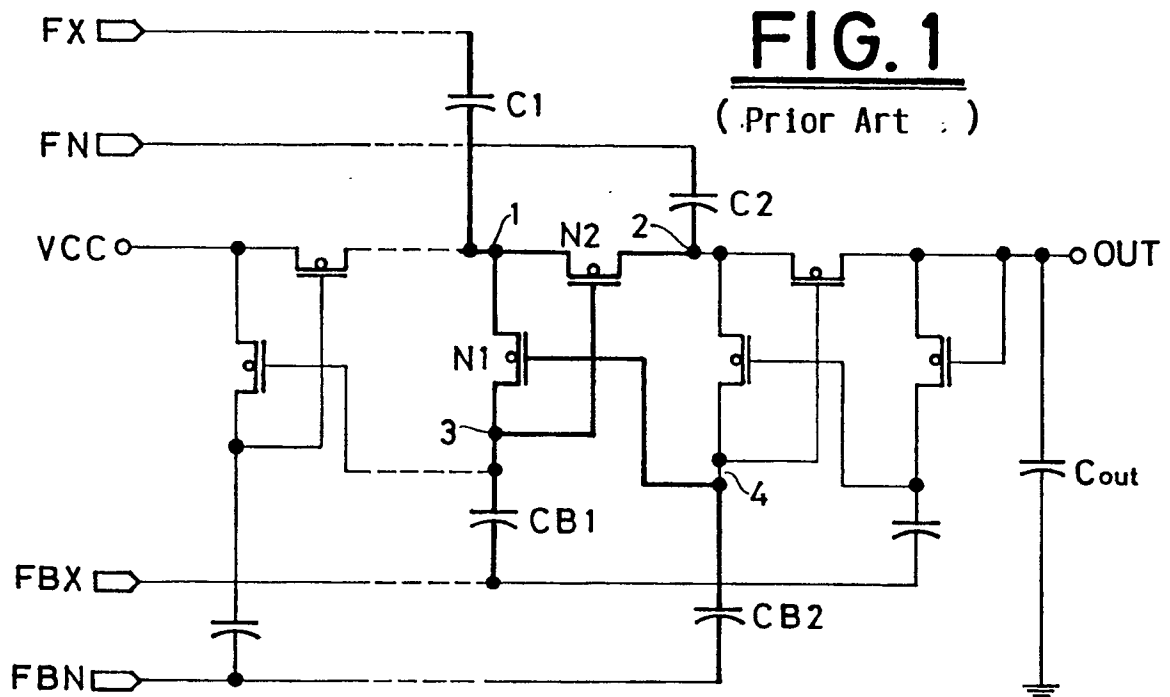 FX
FIG. 1
( Prior Art )
C1
FN
C2
1
N2
2
VCC
OUT
N1
3
4
Cout
CB1
FBX
CB2
FBN